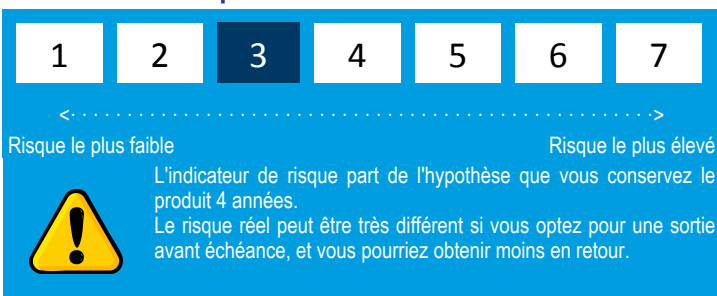 1 2 3 4 5 6 7
<· · · · · · · · · · · · · · · · · · · · · · · · · · · · · · · · · · · · · · · · · · · · · · · · · · · ·>
Risque le plus faible Risque le plus élevé
L'indicateur de risque part de l'hypothèse que vous conservez le
produit 4 années.
Le risque réel peut être très différent si vous optez pour une sortie
avant échéance, et vous pourriez obtenir moins en retour.